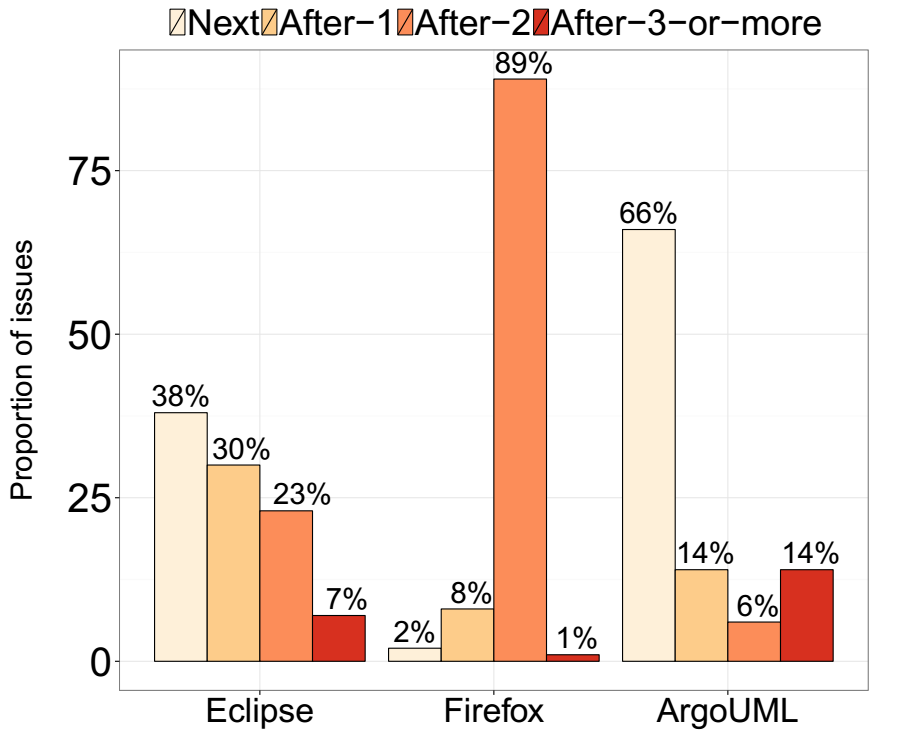 Next After−1 After−2 After−3−or−more
89%
75
66%
Proportion of issues
50
38%
30%
25
23%
14% 14%
7% 8% 6%
2% 1%
0
Eclipse Firefox ArgoUML